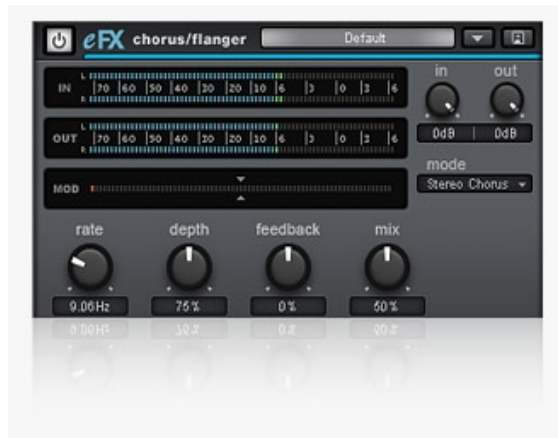 eFX chorus/flanger Default
in out
L
IN 70 60 50 40 30 20 10 6 3 0 3 6
R
0dB 0dB
L
OUT 70 60 50 40 30 20 10 6 3 0 3 6
R
mode
Stereo Chorus
MOD
rate depth feedback mix
9.06Hz 75% 0% 50%